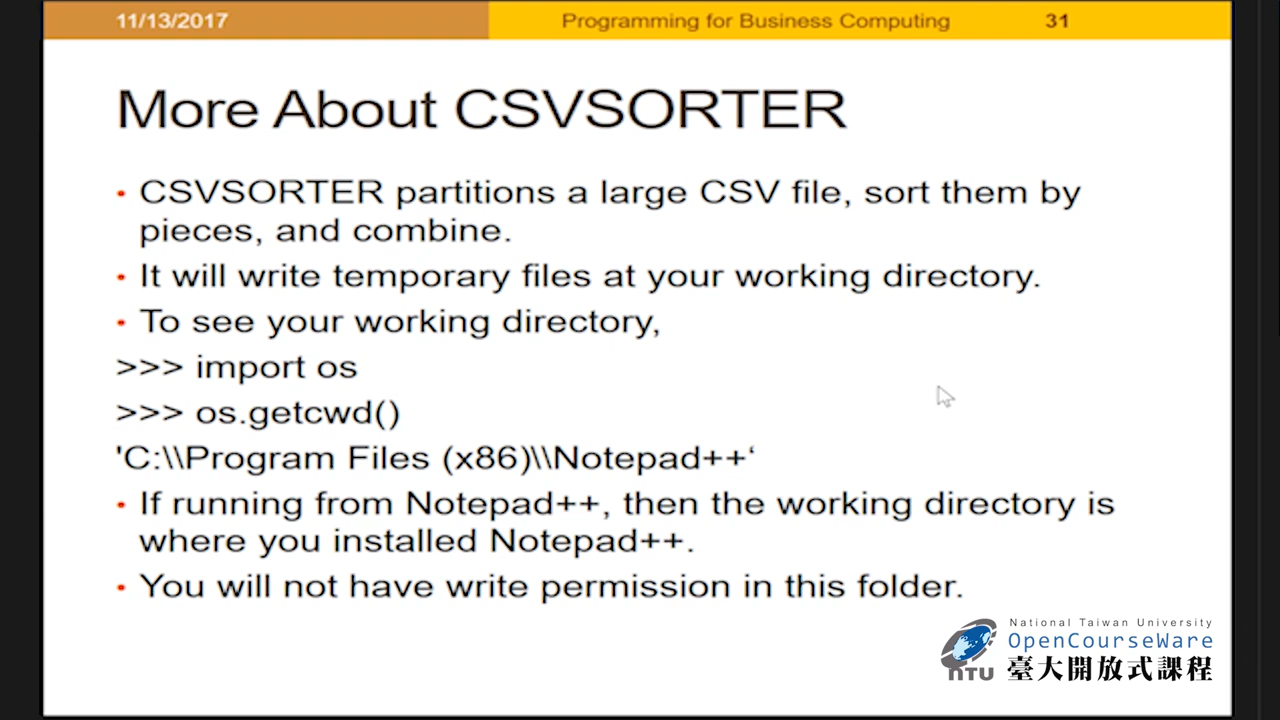 11/13/2017 Programming for Business Computing 31
More About CSVSORTER
• CSVSORTER partitions a large CSV file, sort them by
pieces, and combine.
• It will write temporary files at your working directory.
• To see your working directory,
>>> import os
>>> os.getcwd()
'C:\\Program Files (x86)\\Notepad++‘
• If running from Notepad++, then the working directory is
where you installed Notepad++.
• You will not have write permission in this folder.
National Taiwan University
OpenCourseWare
臺大開放式課程
NTU